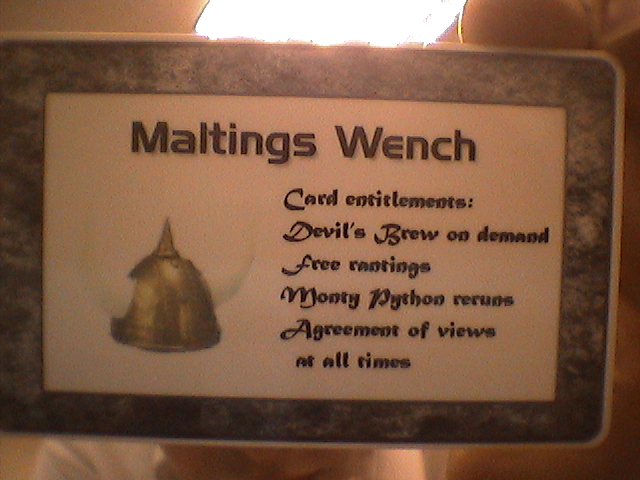 Maltings Wench
Card entitlements:
Devil's Brew on demand
Free rantings
Monty Python reruns
Agreement of views
at all times